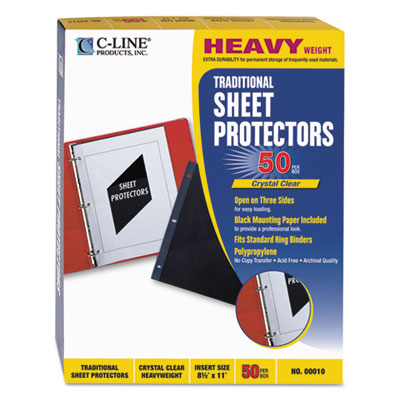 C-LINE®
PRODUCTS, INC.
HEAVY WEIGHT
EXTRA DURABILITY for permanent storage of frequently used materials.
TRADITIONAL
SHEET
PROTECTORS
50 PER BOX
Crystal Clear
Open on Three Sides
for easy loading.
Black Mounting Paper Included
to provide a professional look.
Fits Standard Ring Binders
Polypropylene
No Copy Transfer • Acid Free • Archival Quality
SHEET
PROTECTORS
TRADITIONAL
SHEET PROTECTORS
CRYSTAL CLEAR
HEAVYWEIGHT
INSERT SIZE
8½" x 11"
50 PER BOX
NO. 00010